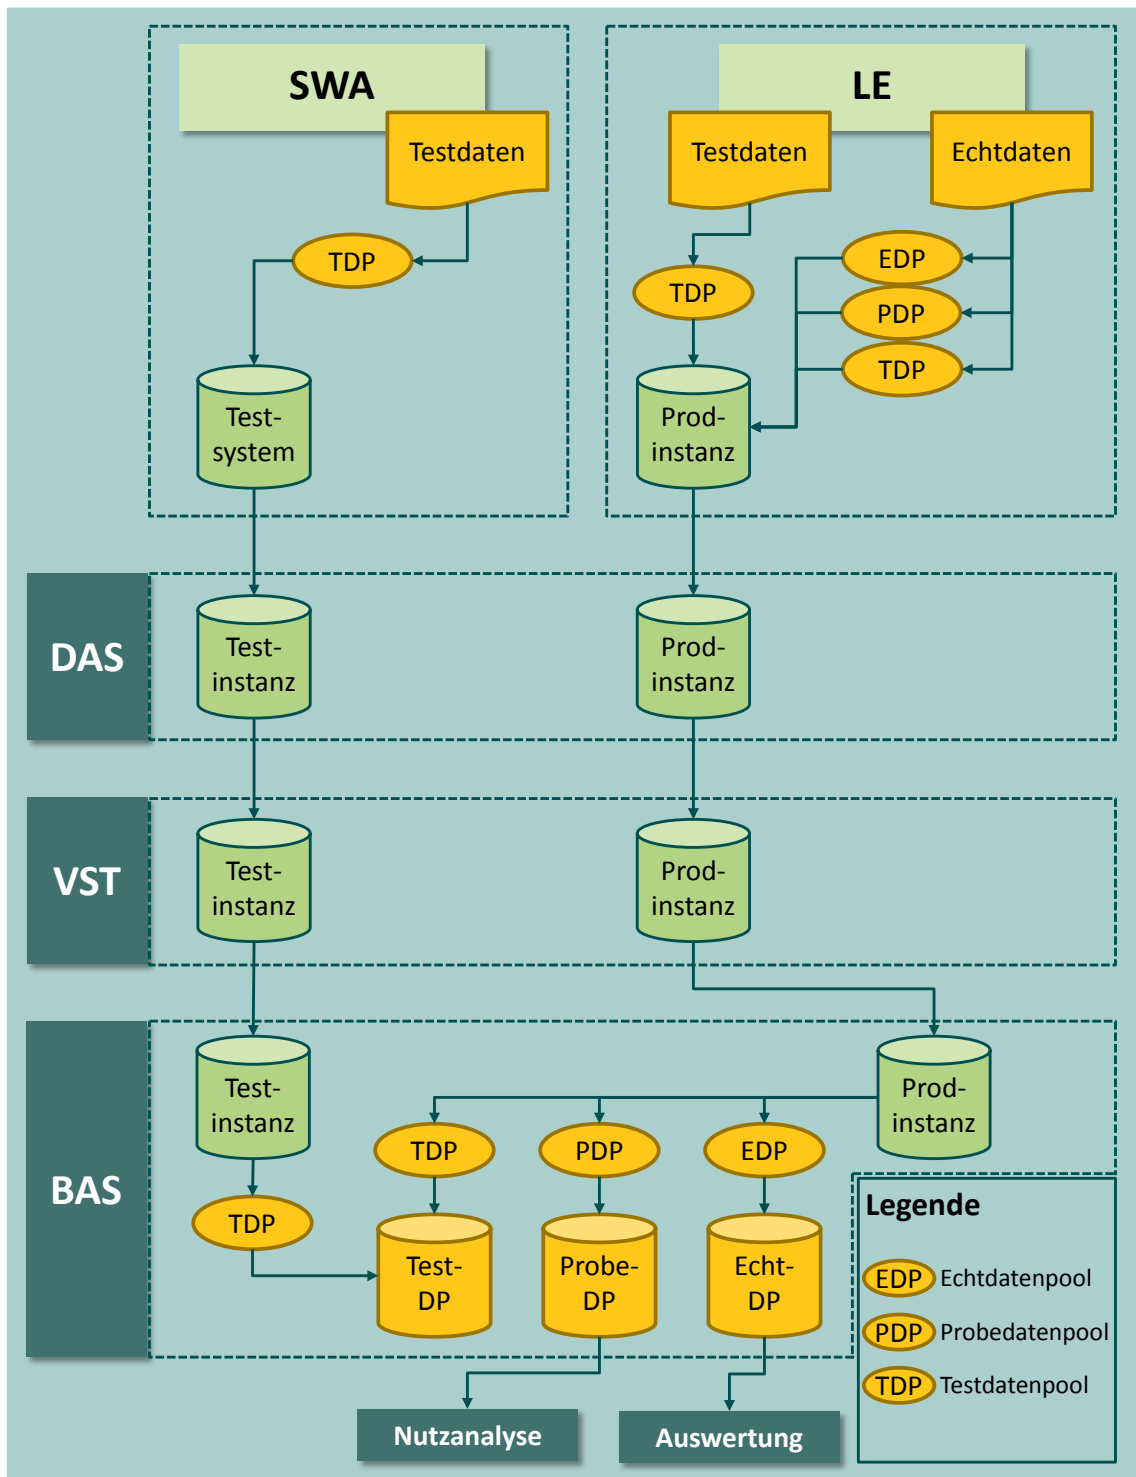 SWA
LE
Testdaten
Testdaten
Echtdaten
TDP
EDP
TDP
PDP
TDP
Test-
system
Prod-
instanz
DAS
Test-
instanz
Prod-
instanz
VST
Test-
instanz
Prod-
instanz
BAS
Test-
instanz
Prod-
instanz
TDP
PDP
EDP
TDP
Test-
DP
Probe-
DP
Echt-
DP
Legende
EDP Echtdatenpool
PDP Probedatenpool
TDP Testdatenpool
Nutzanalyse
Auswertung